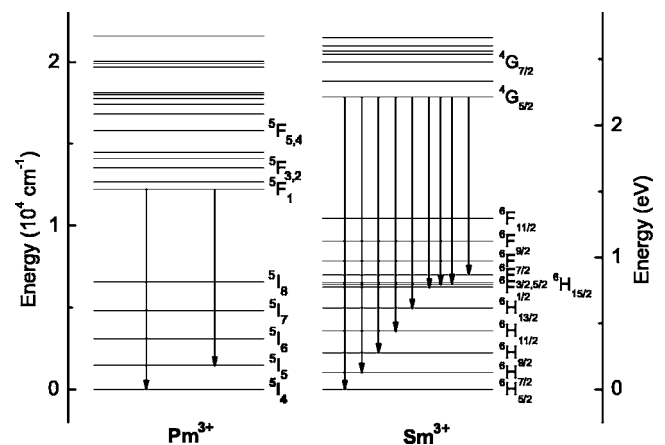 2
1
0
Energy (10⁴ cm⁻¹)
⁵F₅,₄
⁵F₃,₂
⁵F₁
⁵I₈
⁵I₇
⁵I₆
⁵I₅
⁵I₄
Pm³⁺
⁴G₇/₂
⁴G₅/₂
⁶F₁₁/₂
⁶F₉/₂
⁶F₇/₂
⁶F₃/₂,₅/₂ ⁶H₁₅/₂
₁/₂
⁶H₁₃/₂
⁶H₁₁/₂
⁶H₉/₂
⁶H₇/₂
⁶H₅/₂
Sm³⁺
2
1
0
Energy (eV)